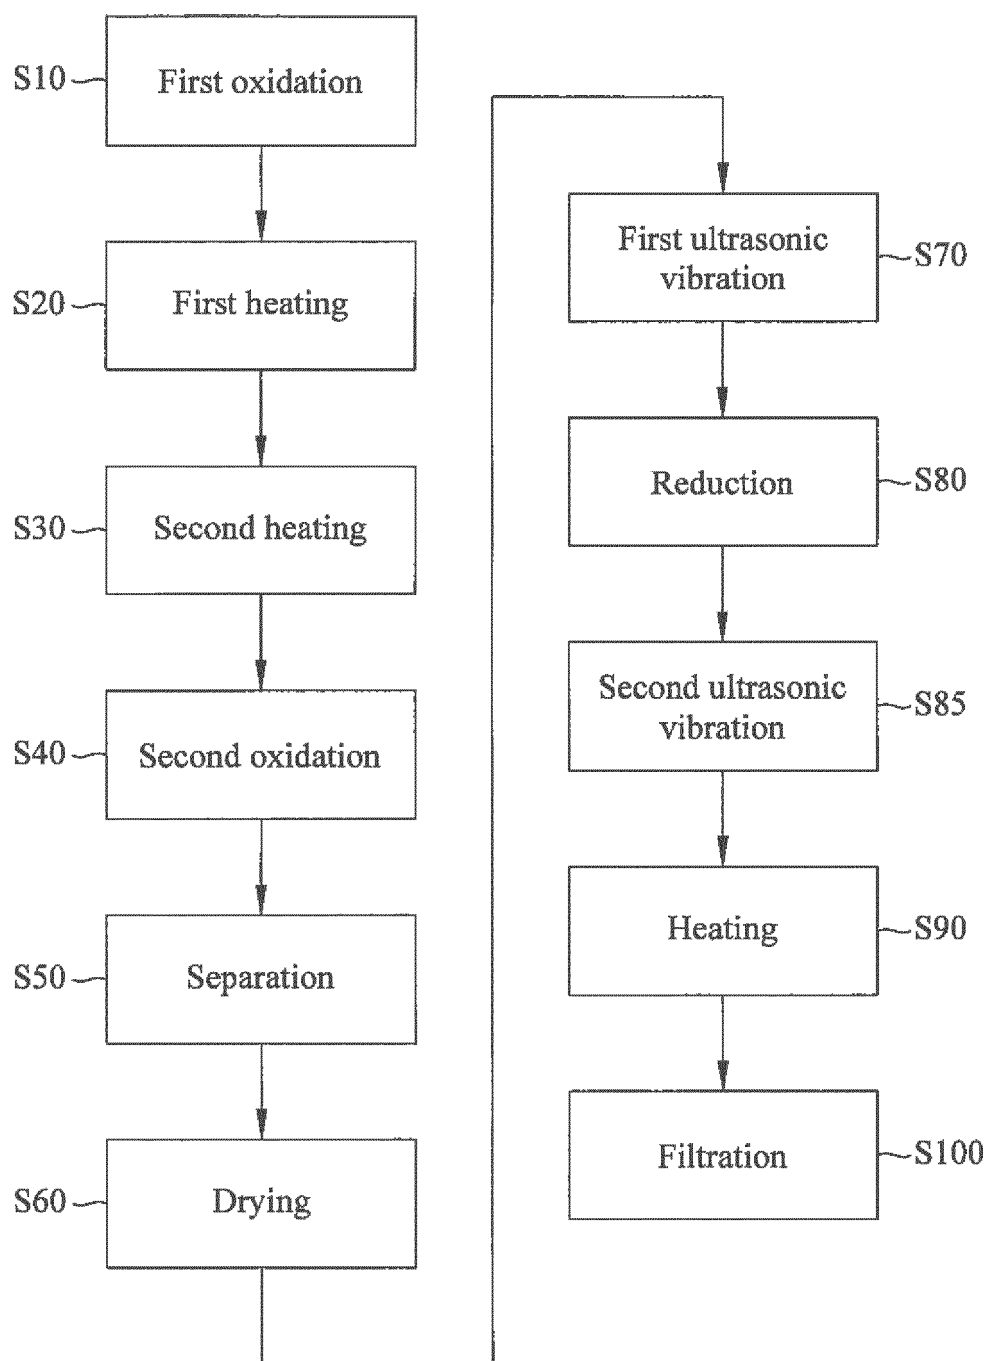 S10
First oxidation
S20
First heating
S30
Second heating
S40
Second oxidation
S50
Separation
S60
Drying
First ultrasonic
vibration
S70
Reduction
S80
Second ultrasonic
vibration
S85
Heating
S90
Filtration
S100